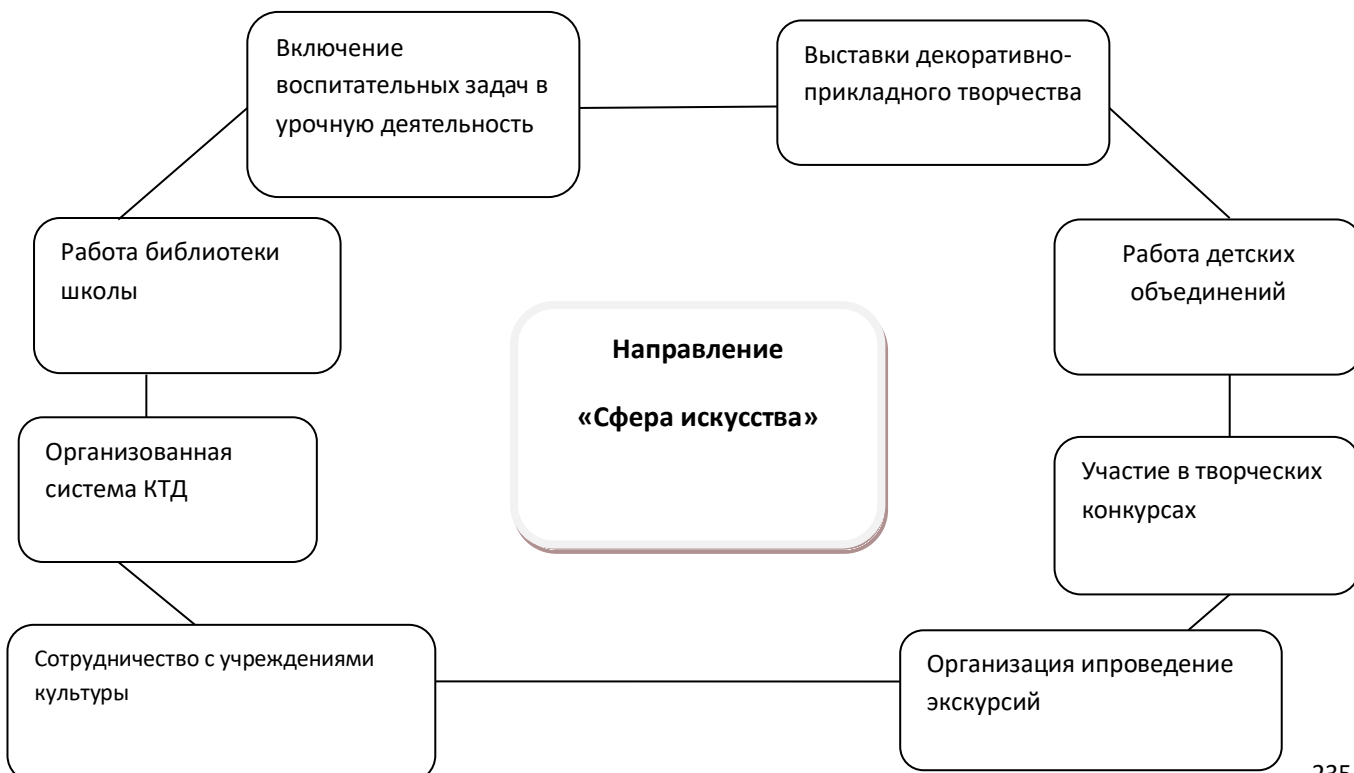 Включение
воспитательных задач в
урочную деятельность
Выставки декоративно-
прикладного творчества
Работа библиотеки
школы
Работа детских
объединений
Направление
«Сфера искусства»
Организованная
система КТД
Участие в творческих
конкурсах
Сотрудничество с учреждениями
культуры
Организация ипроведение
экскурсий
235